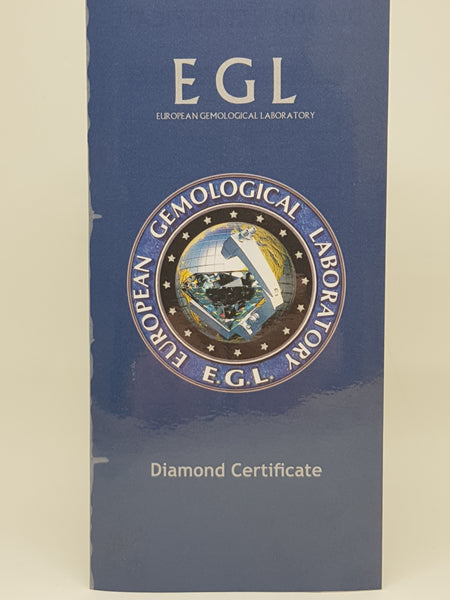 EGL
EUROPEAN GEMOLOGICAL LABORATORY
EUROPEAN GEMOLOGICAL LABORATORY
E.G.L.
Diamond Certificate